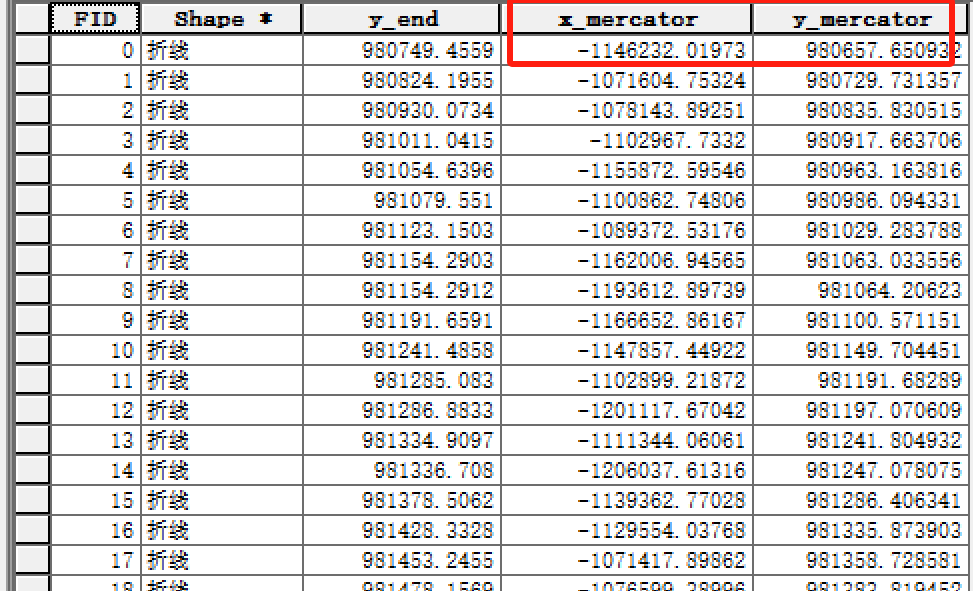 FID Shape * y_end x_mercator y_mercator
0 折线 980749.4559 -1146232.01973 980657.650932
1 折线 980824.1955 -1071604.75324 980729.731357
2 折线 980930.0734 -1078143.89251 980835.830515
3 折线 981011.0415 -1102967.7332 980917.663706
4 折线 981054.6396 -1155872.59546 980963.163816
5 折线 981079.551 -1100862.74806 980986.094331
6 折线 981123.1503 -1089372.53176 981029.283788
7 折线 981154.2903 -1162006.94565 981063.033556
8 折线 981154.2912 -1193612.89739 981064.20623
9 折线 981191.6591 -1166652.86167 981100.571151
10 折线 981241.4858 -1147857.44922 981149.704451
11 折线 981285.083 -1102899.21872 981191.68289
12 折线 981286.8833 -1201117.67042 981197.070609
13 折线 981334.9097 -1111344.06061 981241.804932
14 折线 981336.708 -1206037.61316 981247.078075
15 折线 981378.5062 -1139362.77028 981286.406341
16 折线 981428.3328 -1129554.03768 981335.873903
17 折线 981453.2455 -1071417.89862 981358.728581
18 折线 981478.1569 -1076599.38996 981383.819452